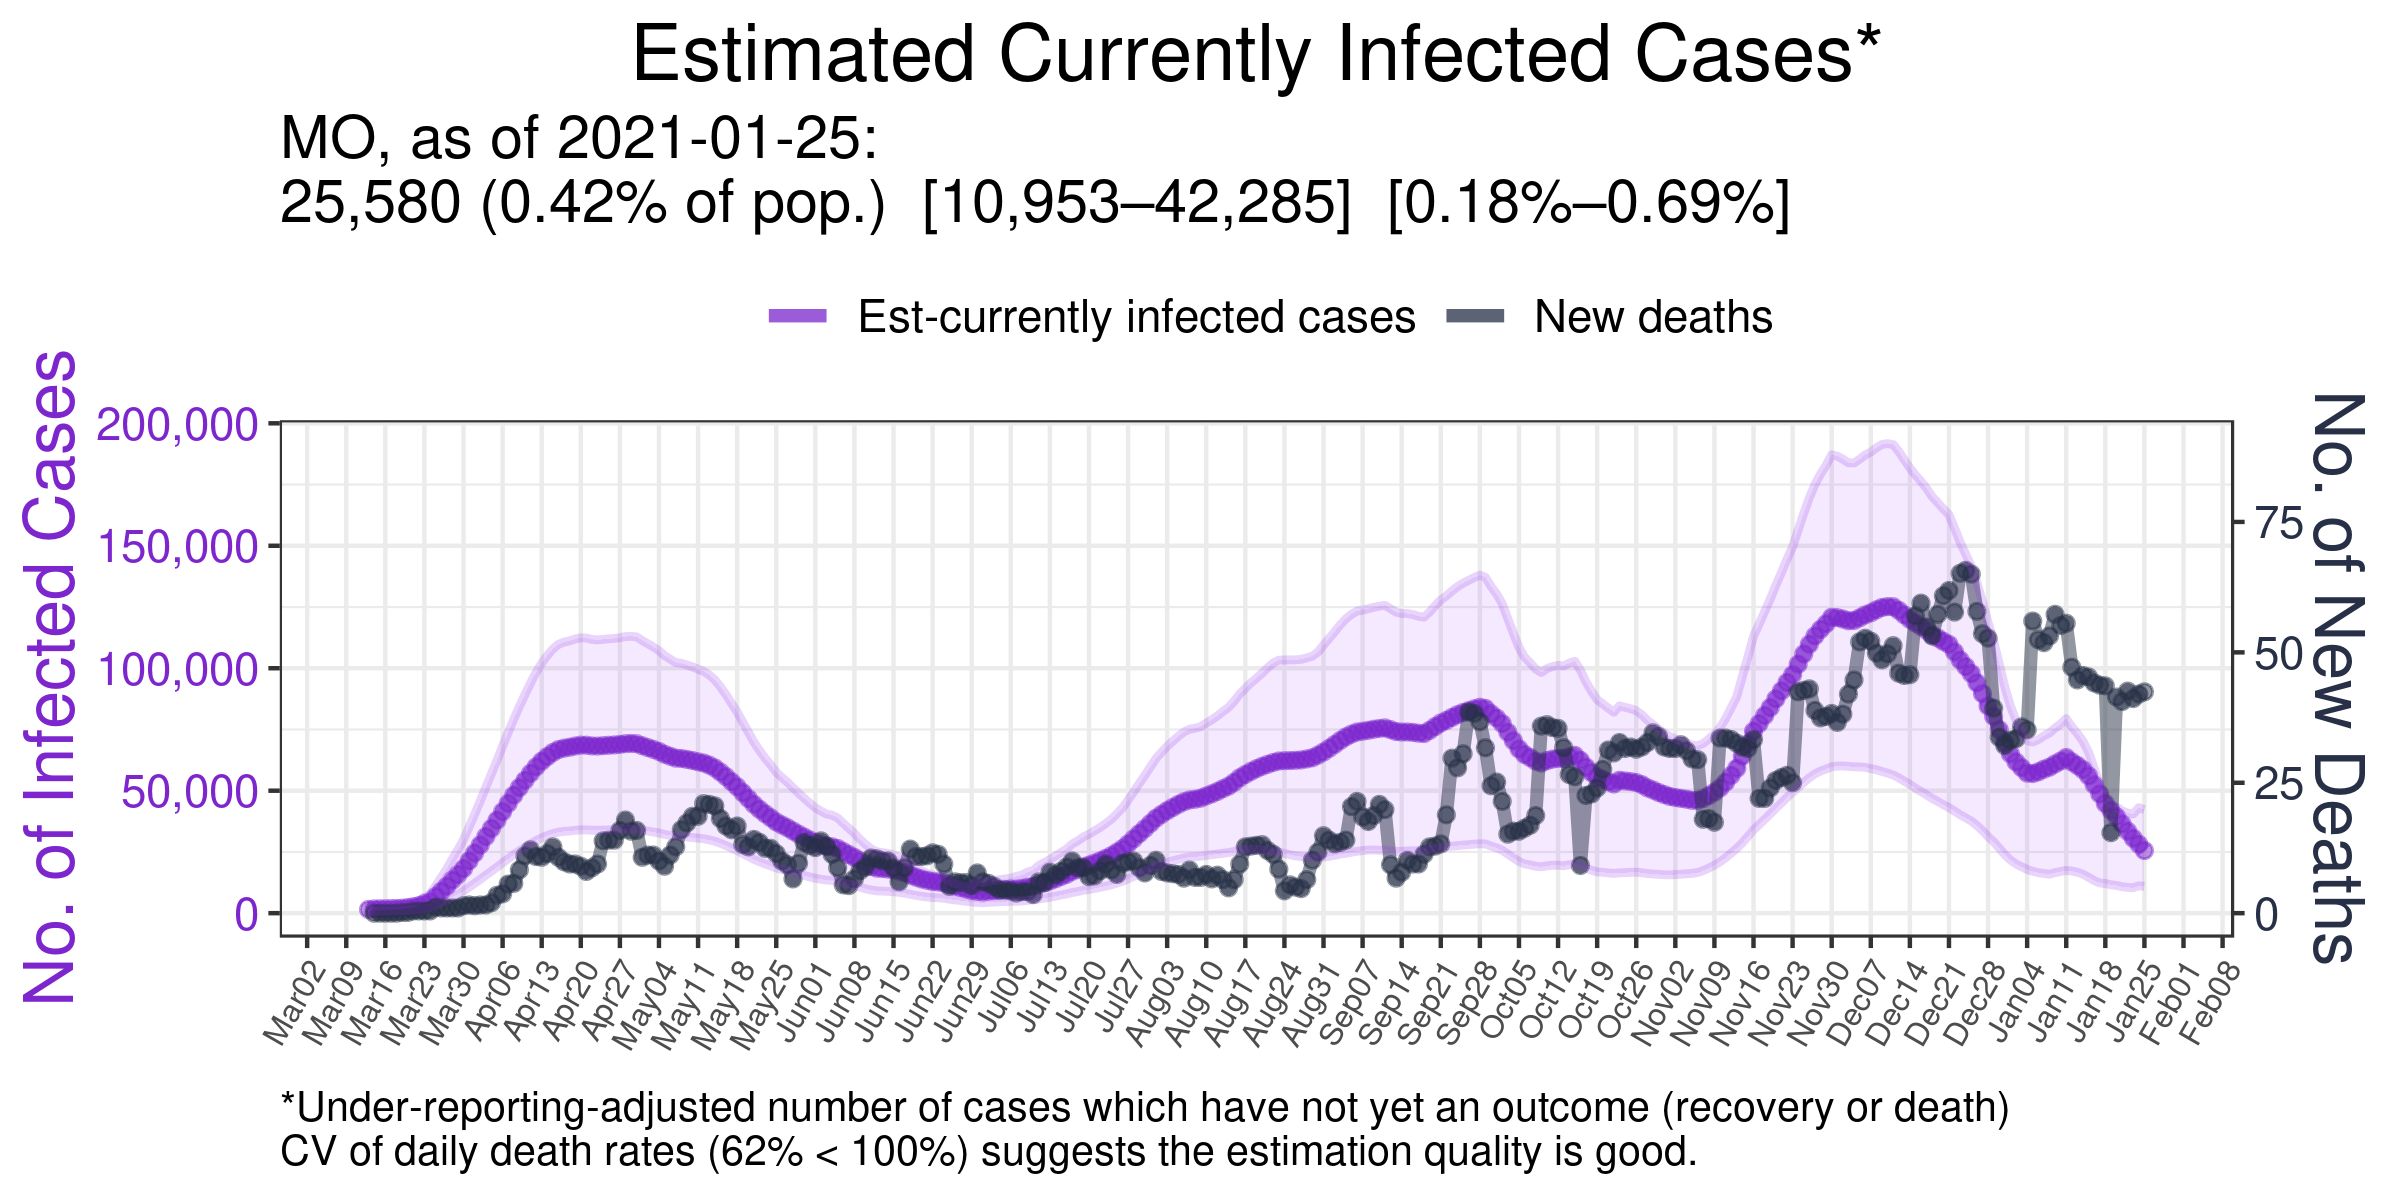 Estimated Currently Infected Cases*
MO, as of 2021-01-25:
25,580 (0.42% of pop.)  [10,953–42,285]  [0.18%–0.69%]
Est-currently infected cases
New deaths
No. of Infected Cases
200,000
150,000
100,000
50,000
0
No. of New Deaths
75
50
25
0
Mar02
Mar09
Mar16
Mar23
Mar30
Apr06
Apr13
Apr20
Apr27
May04
May11
May18
May25
Jun01
Jun08
Jun15
Jun22
Jun29
Jul06
Jul13
Jul20
Jul27
Aug03
Aug10
Aug17
Aug24
Aug31
Sep07
Sep14
Sep21
Sep28
Oct05
Oct12
Oct19
Oct26
Nov02
Nov09
Nov16
Nov23
Nov30
Dec07
Dec14
Dec21
Dec28
Jan04
Jan11
Jan18
Jan25
Feb01
Feb08
*Under-reporting-adjusted number of cases which have not yet an outcome (recovery or death)
CV of daily death rates (62% < 100%) suggests the estimation quality is good.